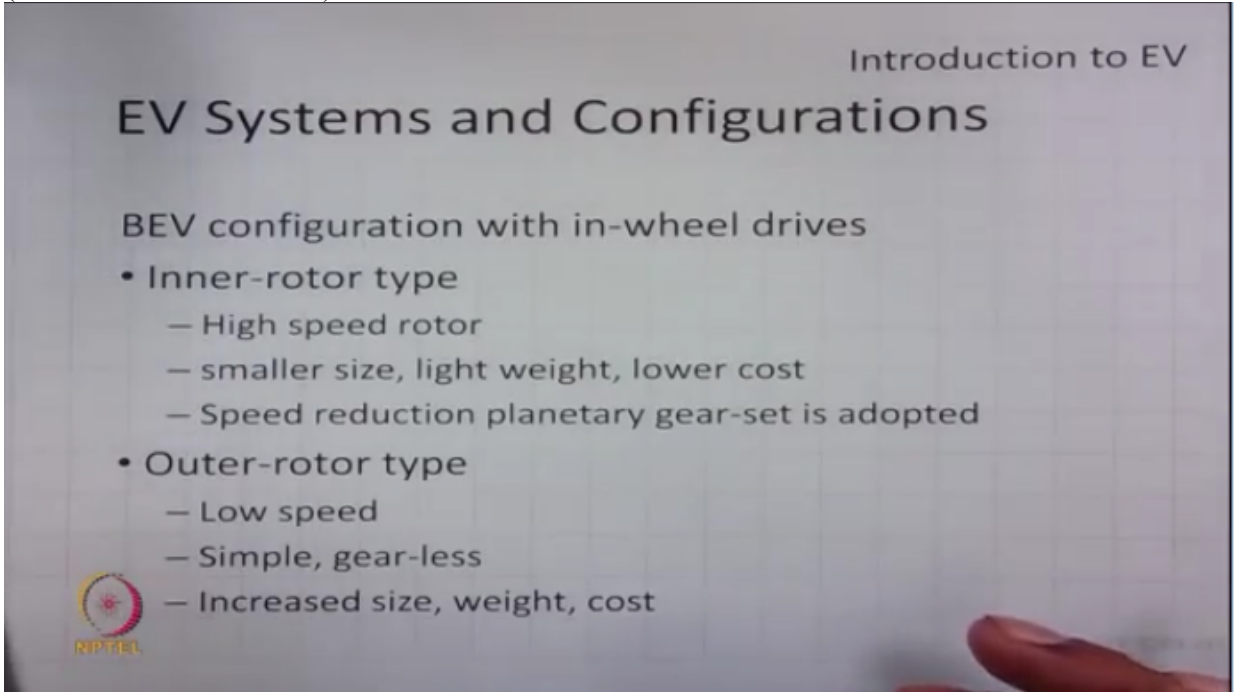 Introduction to EV
EV Systems and Configurations
BEV configuration with in-wheel drives
• Inner-rotor type
– High speed rotor
– smaller size, light weight, lower cost
– Speed reduction planetary gear-set is adopted
• Outer-rotor type
– Low speed
– Simple, gear-less
– Increased size, weight, cost
NPTEL